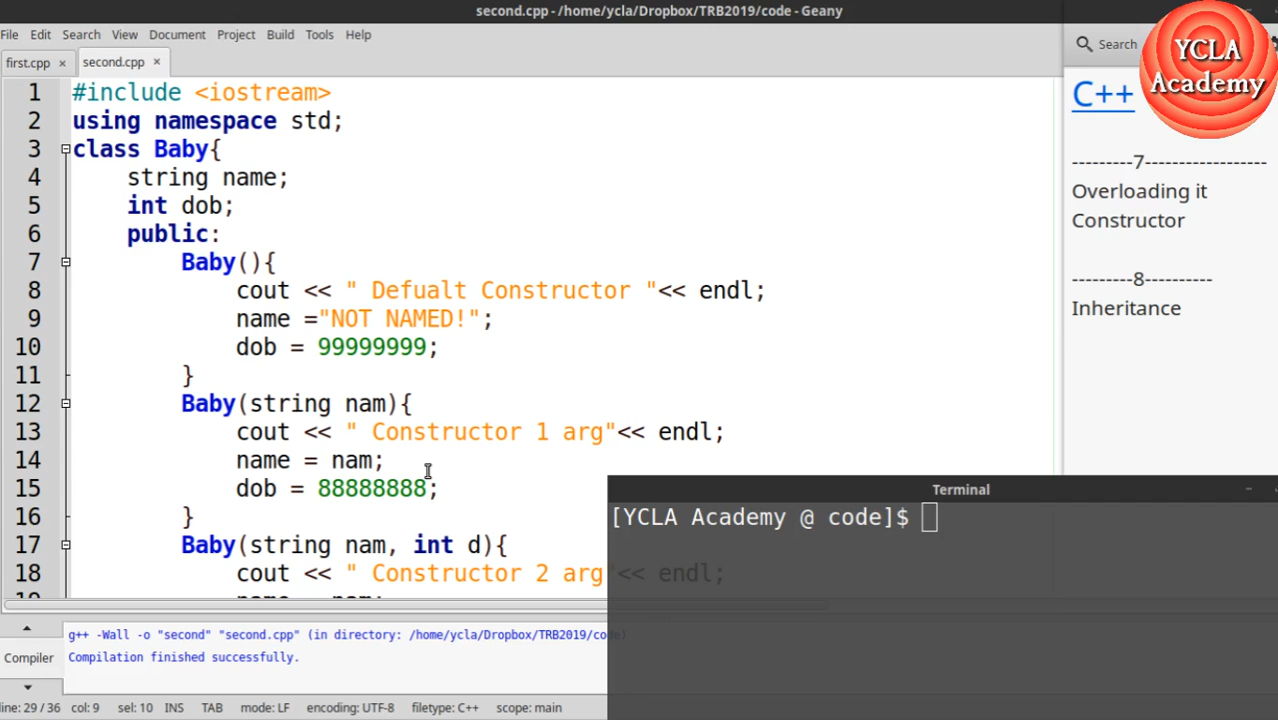 second.cpp - /home/ycla/Dropbox/TRB2019/code - Geany
File Edit Search View Document Project Build Tools Help
first.cpp × second.cpp ×
1 #include <iostream>
2 using namespace std;
3 class Baby{
4 string name;
5 int dob;
6 public:
7 Baby(){
8 cout << " Defualt Constructor "<< endl;
9 name ="NOT NAMED!";
10 dob = 99999999;
11 }
12 Baby(string nam){
13 cout << " Constructor 1 arg"<< endl;
14 name = nam;
15 dob = 88888888;
16 }
17 Baby(string nam, int d){
18 cout << " Constructor 2 arg"<< endl;
Search
YCLA
Academy
C++
---------7-----------------
Overloading it
Constructor
--------8----------
Inheritance
Terminal
[YCLA Academy @ code]$
Compiler
g++ -Wall -o "second" "second.cpp" (in directory: /home/ycla/Dropbox/TRB2019/code)
Compilation finished successfully.
line: 29 / 36 col: 9 sel: 10 INS TAB mode: LF encoding: UTF-8 filetype: C++ scope: main